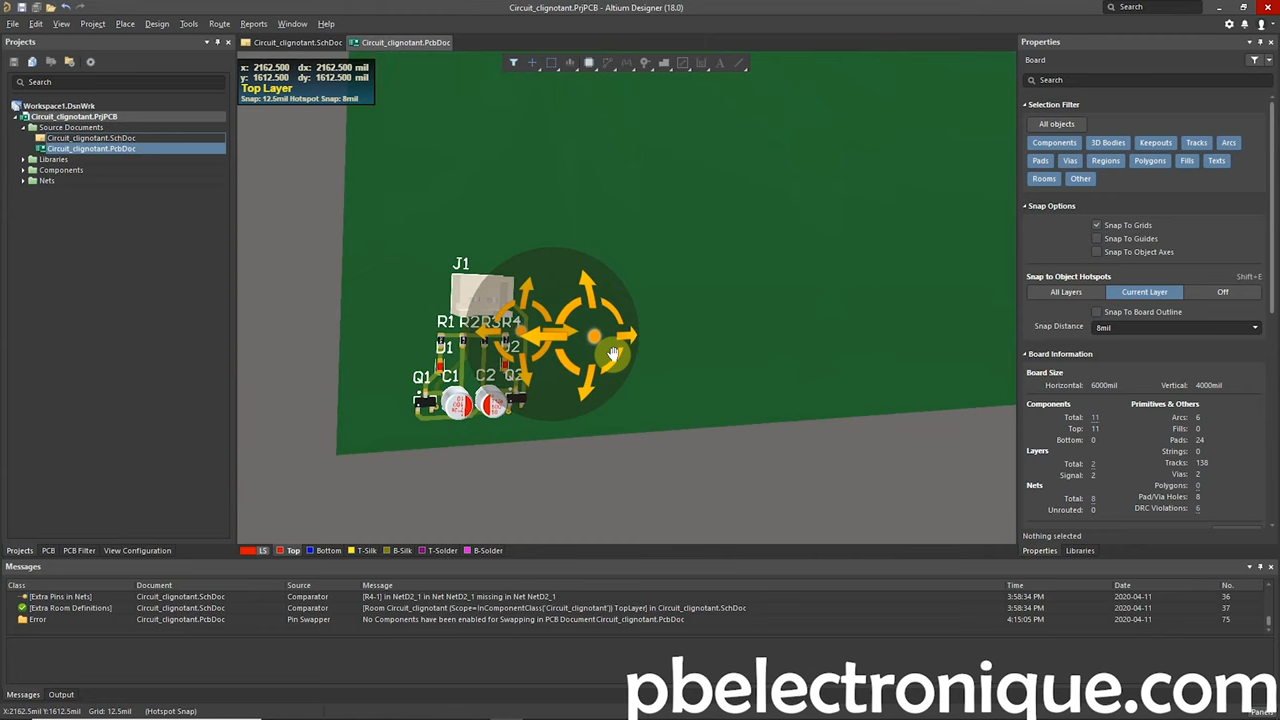 Circuit_clignotant.PrjPCB - Altium Designer (18.0)
Search
File Edit View Project Place Design Tools Route Reports Window Help
Projects
Circuit_clignotant.SchDoc Circuit_clignotant.PcbDoc
Properties
x: 2162.500 dx: 2162.500 mil
y: 1612.500 dy: 1612.500 mil
Top Layer
Snap: 12.5mil Hotspot Snap: 8mil
Board
Search
Search
Workspace1.DsnWrk
Circuit_clignotant.PrjPCB
Source Documents
Circuit_clignotant.SchDoc
Circuit_clignotant.PcbDoc
Libraries
Components
Nets
Selection Filter
All objects
Components 3D Bodies Keepouts Tracks Arcs
Pads Vias Regions Polygons Fills Texts
Rooms Other
Snap Options
Snap To Grids
Snap To Guides
Snap To Object Axes
Snap to Object Hotspots Shift+E
All Layers Current Layer Off
Snap To Board Outline
Snap Distance 8mil
Board Information
Board Size
Horizontal: 6000mil Vertical: 4000mil
Components Primitives & Others
Total: 11 Arcs: 6
Top: 11 Fills: 0
Bottom: 0 Pads: 24
Layers Strings: 0
Total: 2 Tracks: 138
Signal: 2 Vias: 2
Nets Polygons: 0
Total: 8 Pad/Via Holes: 8
Unrouted: 0 DRC Violations: 6
Nothing selected
Properties Libraries
J1
R1 R2 R3 R4
Q1 C1 C2 Q2
Projects PCB PCB Filter View Configuration
LS Top Bottom T-Silk B-Silk T-Solder B-Solder
Messages
Class Document Source Message Time Date No.
[Extra Pins in Nets] Circuit_clignotant.SchDoc Comparator [R4-1] in NetD2_1 in Net NetD2_1 missing in Net NetD2_1 3:58:34 PM 2020-04-11 36
[Extra Room Definitions] Circuit_clignotant.SchDoc Comparator [Room Circuit_clignotant (Scope=InComponentClass('Circuit_clignotant')) TopLayer] in Circuit_clignotant.SchDoc 3:58:34 PM 2020-04-11 37
Error Circuit_clignotant.PcbDoc Pin Swapper No Components have been enabled for Swapping in PCB DocumentCircuit_clignotant.PcbDoc 4:15:05 PM 2020-04-11 75
pbelectronique.com
Messages Output
X:2162.5mil Y:1612.5mil Grid: 12.5mil (Hotspot Snap)
Panels